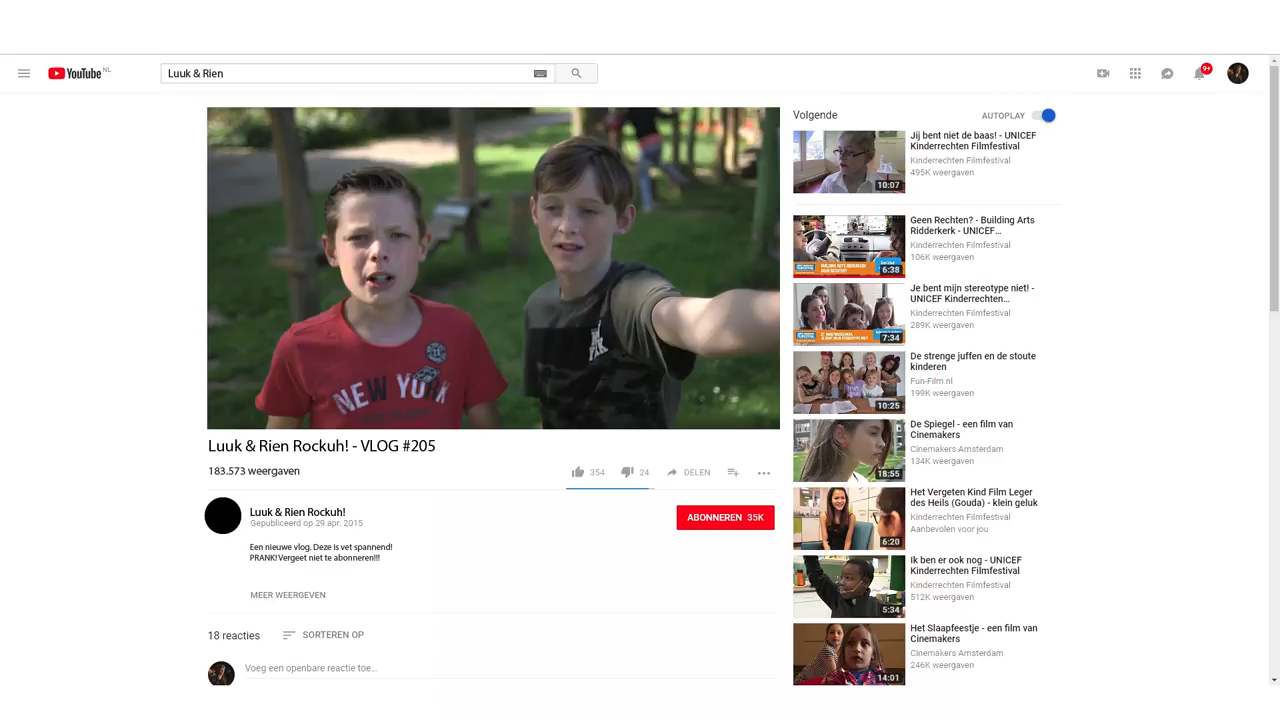 YouTube NL
Luuk & Rien
9+
NEW YORK
Luuk & Rien Rockuh! - VLOG #205
183.573 weergaven
354
24
DELEN
Luuk & Rien Rockuh!
Gepubliceerd op 29 apr. 2015
ABONNEREN 35K
Een nieuwe vlog. Deze is vet spannend!
PRANK! Vergeet niet te abonneren!!!
MEER WEERGEVEN
18 reacties
SORTEREN OP
Voeg een openbare reactie toe...
Volgende
AUTOPLAY
10:07
Jij bent niet de baas! - UNICEF
Kinderrechten Filmfestival
Kinderrechten Filmfestival
495K weergaven
6:38
Geen Rechten? - Building Arts
Ridderkerk - UNICEF...
Kinderrechten Filmfestival
106K weergaven
7:34
Je bent mijn stereotype niet! -
UNICEF Kinderrechten...
Kinderrechten Filmfestival
289K weergaven
10:25
De strenge juffen en de stoute
kinderen
Fun-Film.nl
199K weergaven
18:55
De Spiegel - een film van
Cinemakers
Cinemakers Amsterdam
134K weergaven
6:20
Het Vergeten Kind Film Leger
des Heils (Gouda) - klein geluk
Kinderrechten Filmfestival
Aanbevolen voor jou
5:34
Ik ben er ook nog - UNICEF
Kinderrechten Filmfestival
Kinderrechten Filmfestival
512K weergaven
14:01
Het Slaapfeestje - een film van
Cinemakers
Cinemakers Amsterdam
246K weergaven